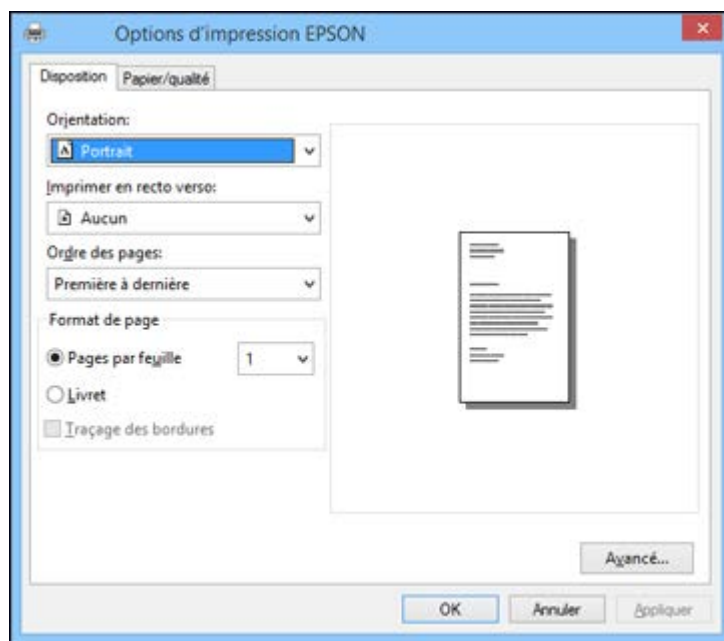 Options d'impression EPSON
Disposition Papier/qualité
Orientation:
Portrait
Imprimer en recto verso:
Aucun
Ordre des pages:
Première à dernière
Format de page
Pages par feuille 1
Livret
Traçage des bordures
Avancé...
OK Annuler Appliquer